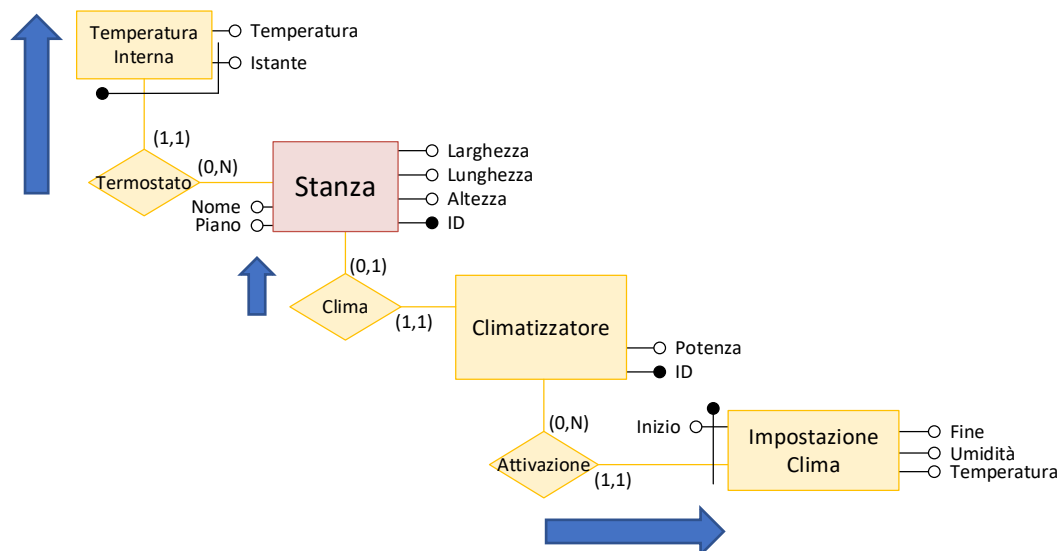 Temperatura
Interna
Temperatura
Istante
(1,1)
Termostato
(0,N)
Stanza
Larghezza
Lunghezza
Altezza
ID
Nome
Piano
(0,1)
Clima
(1,1)
Climatizzatore
Potenza
ID
(0,N)
Attivazione
(1,1)
Inizio
Impostazione
Clima
Fine
Umidità
Temperatura